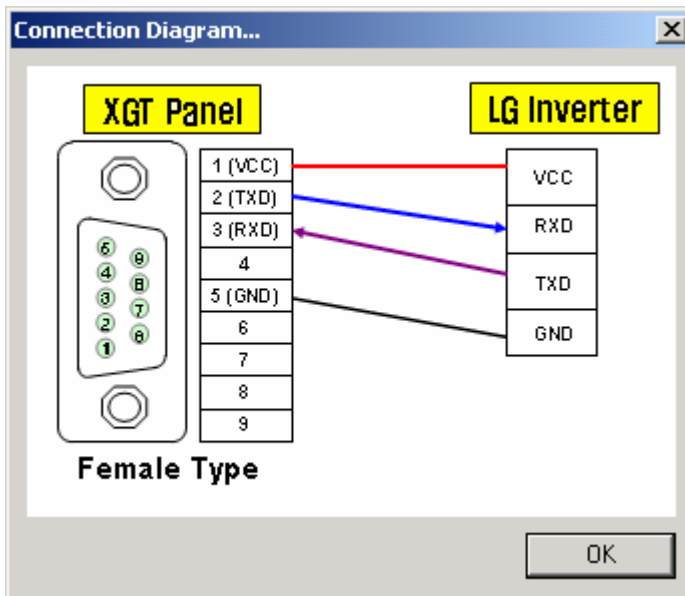 Connection Diagram...
XGT Panel
LG Inverter
1 (VCC)
2 (TXD)
3 (RXD)
4
5 (GND)
6
7
8
9
VCC
RXD
TXD
GND
5
4
3
2
1
9
8
7
6
Female Type
OK